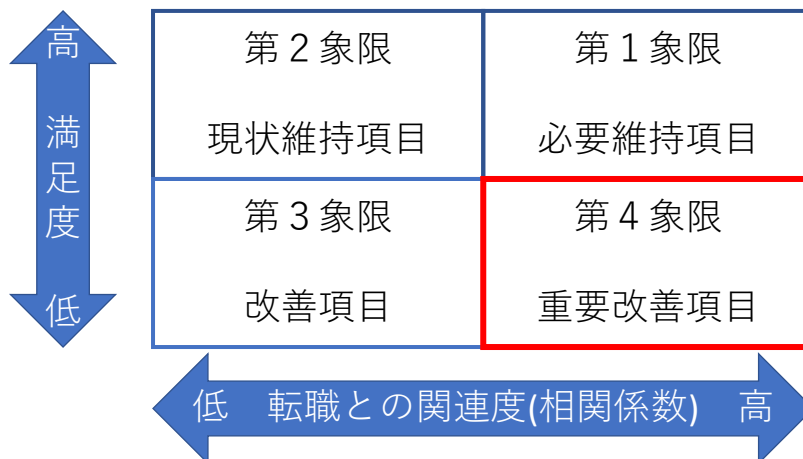 高 満足度 低
第２象限
現状維持項目
第１象限
必要維持項目
第３象限
改善項目
第４象限
重要改善項目
低　転職との関連度(相関係数)　高